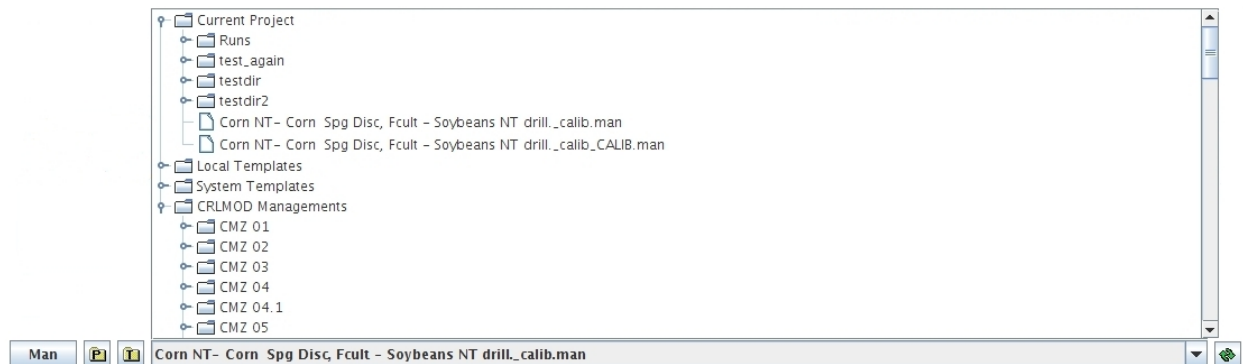 Current Project
Runs
test_again
testdir
testdir2
Corn NT- Corn  Spg Disc, Fcult - Soybeans NT drill._calib.man
Corn NT- Corn  Spg Disc, Fcult - Soybeans NT drill._calib_CALIB.man
Local Templates
System Templates
CRLMOD Managements
CMZ 01
CMZ 02
CMZ 03
CMZ 04
CMZ 04.1
CMZ 05
Man P T Corn NT- Corn  Spg Disc, Fcult - Soybeans NT drill._calib.man